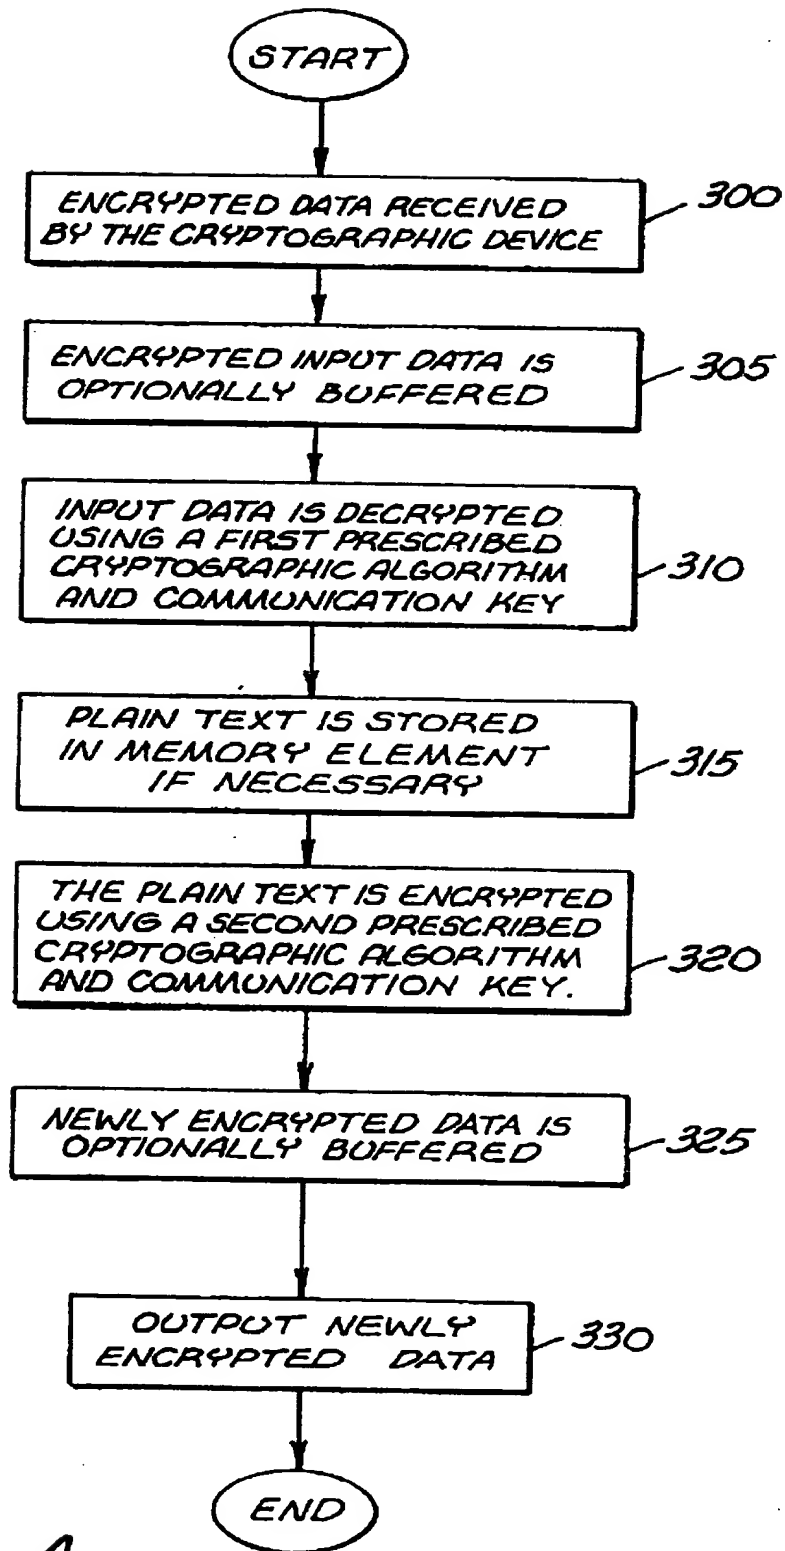 START
ENCRYPTED DATA RECEIVED
BY THE CRYPTOGRAPHIC DEVICE
300
ENCRYPTED INPUT DATA IS
OPTIONALLY BUFFERED
305
INPUT DATA IS DECRYPTED
USING A FIRST PRESCRIBED
CRYPTOGRAPHIC ALGORITHM
AND COMMUNICATION KEY
310
PLAIN TEXT IS STORED
IN MEMORY ELEMENT
IF NECESSARY
315
THE PLAIN TEXT IS ENCRYPTED
USING A SECOND PRESCRIBED
CRYPTOGRAPHIC ALGORITHM
AND COMMUNICATION KEY.
320
NEWLY ENCRYPTED DATA IS
OPTIONALLY BUFFERED
325
OUTPUT NEWLY
ENCRYPTED DATA
330
END